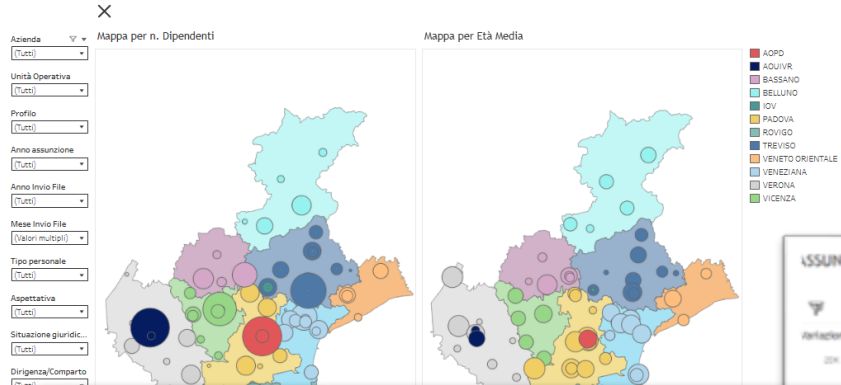 Azienda
(Tutti)
Unità Operativa
(Tutti)
Profilo
(Tutti)
Anno assunzione
(Tutti)
Anno Invio File
(Tutti)
Mese Invio File
(Valori multipli)
Tipo personale
(Tutti)
Aspettativa
(Tutti)
Situazione giuridic...
(Tutti)
Dirigenza/Comparto
(Tutti)
Mappa per n. Dipendenti
Mappa per Età Media
AOPD
AOUIVR
BASSANO
BELLUNO
IOV
PADOVA
ROVIGO
TREVISO
VENETO ORIENTALE
VENEZIANA
VERONA
VICENZA